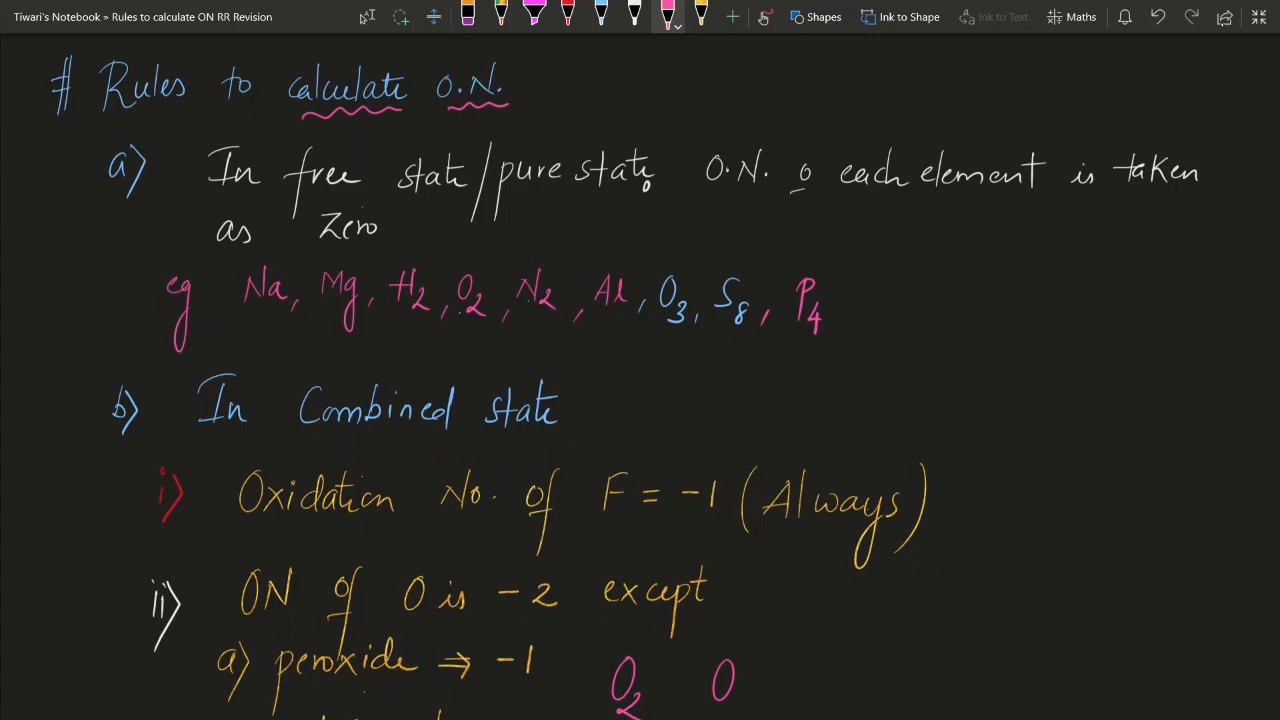 Tiwari's Notebook » Rules to calculate ON RR Revision
Shapes Ink to Shape Ink to Text Maths
# Rules to calculate O.N.
a) In free state/pure state, O.N. o each element is taken
as Zero
eg Na, Mg, H2, O2, N2, Al, O3, S8, P4
b) In Combined state
i) Oxidation No. of F = -1 (Always)
ii) ON of O is -2 except
a) peroxide ⇒ -1 O2 O